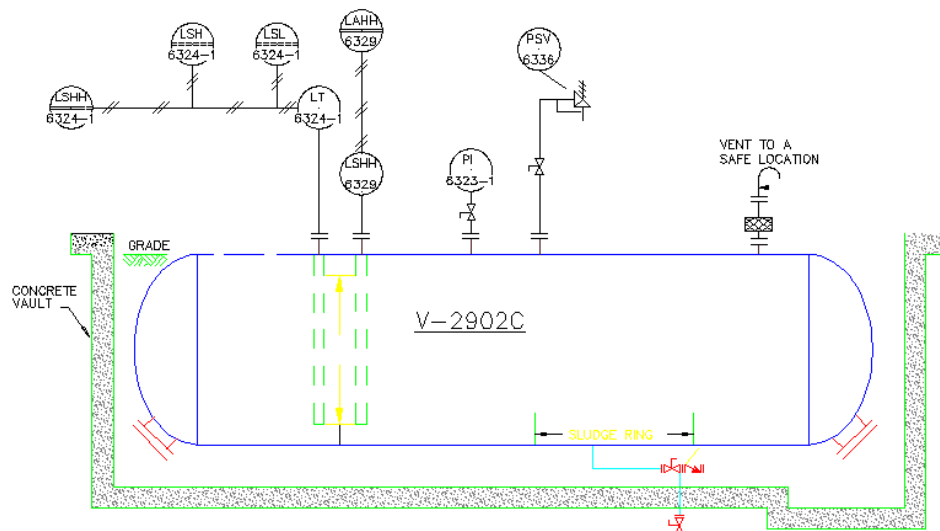 LSH
6324-1
LSL
6324-1
LAHH
6329
PSV
6336
LSHH
6324-1
LT
6324-1
LSHH
6329
PI
6323-1
VENT TO A
SAFE LOCATION
GRADE
CONCRETE
VAULT
V-2902C
SLUDGE RING